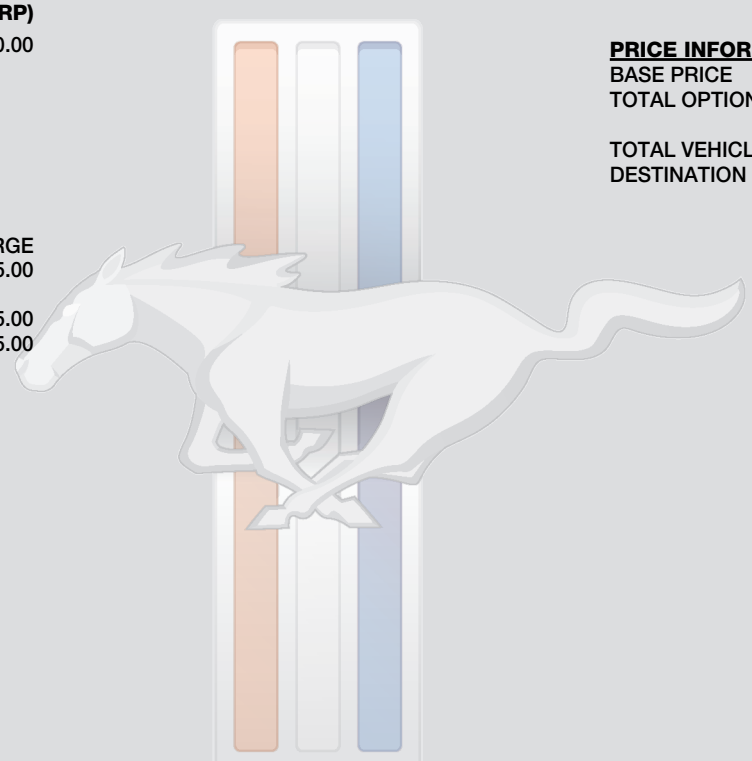 RP)
0.00
RGE
5.00
5.00
5.00
PRICE INFOR
BASE PRICE
TOTAL OPTION
TOTAL VEHICL
DESTINATION